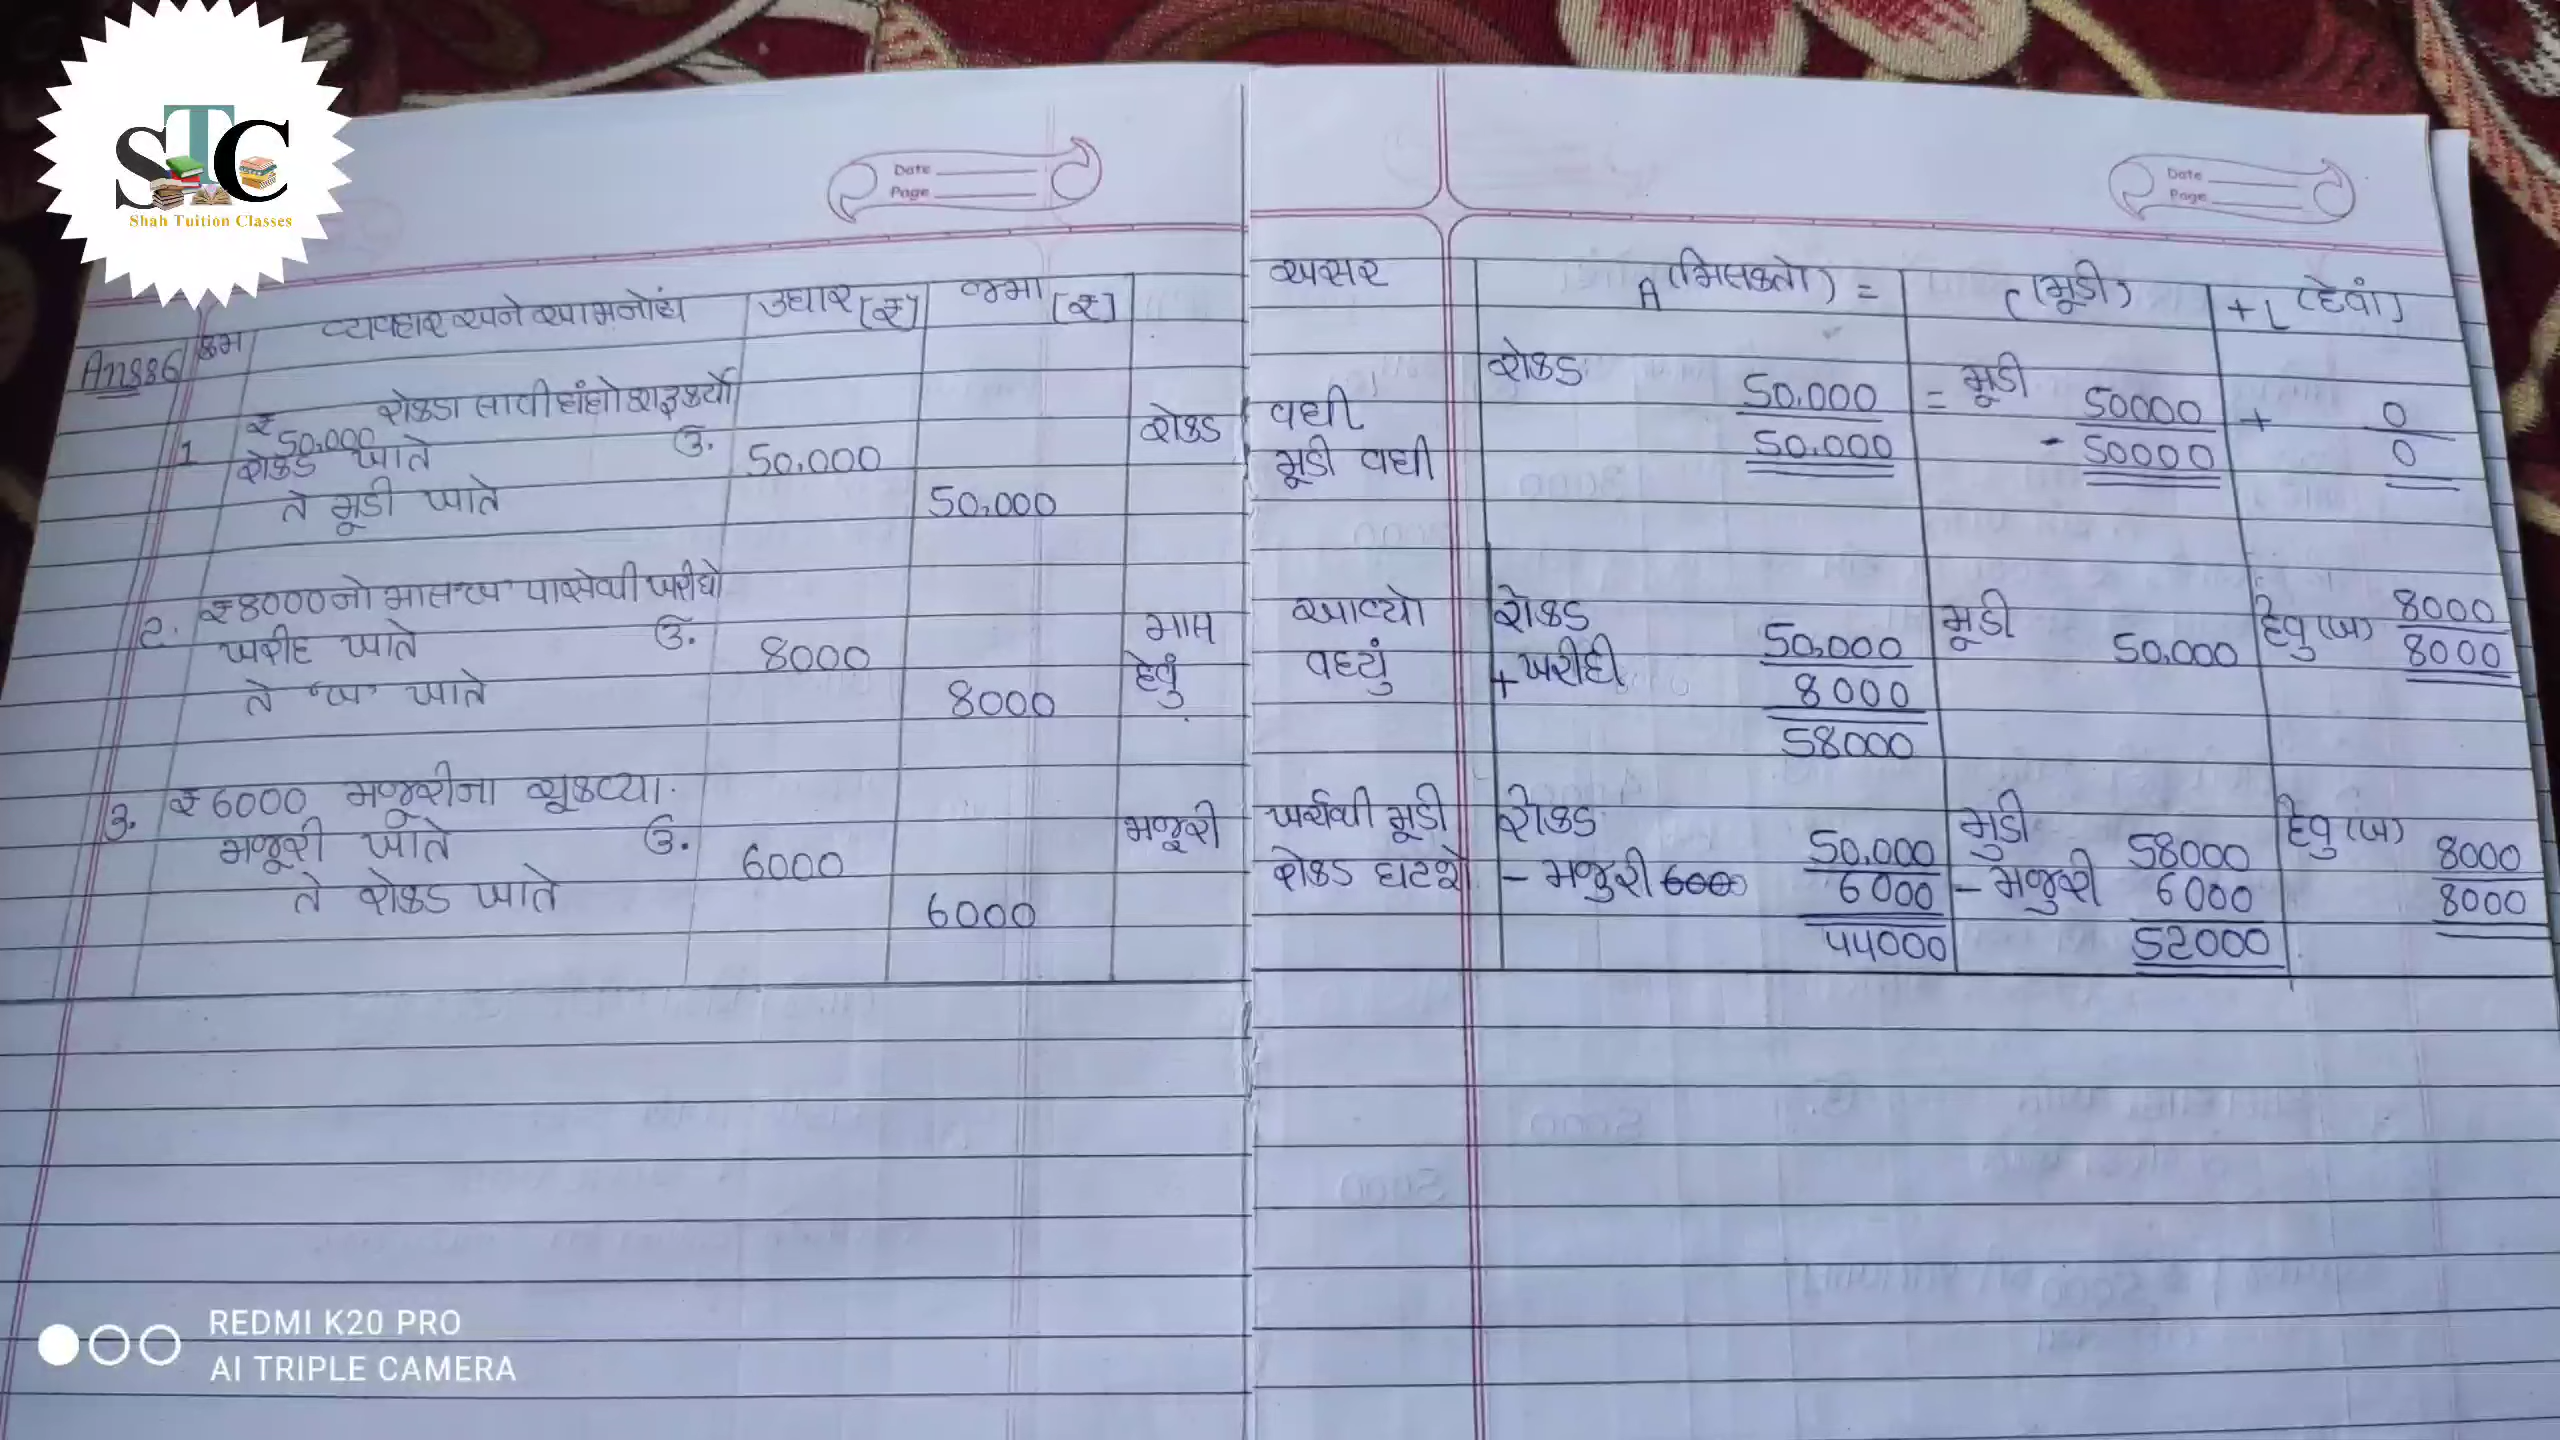 STC
Shah Tuition Classes
Date
Page
Date
Page
Ans86 ક્રમ વ્યવહાર અને આમનોંધ ઉધાર (₹) જમા (₹) અસર A (મિલકતો) = C (મૂડી) + L (દેવાં)
1 ₹ 50,000 રોકડા લાવી ધંધો શરૂ કર્યો
રોકડ ખાતે ઉ. 50,000 રોકડ વધી રોકડ 50,000 = મૂડી 50000 + 0
તે મૂડી ખાતે 50,000 મૂડી વધી 50,000 - 50000 0
2. ₹ 8000નો માલ "બ" પાસેથી ખરીદ્યો
ખરીદ ખાતે ઉ. 8000 માલ આવ્યો રોકડ 50,000 મૂડી 50,000 દેવુ (બ) 8000
તે "બ" ખાતે 8000 દેવું વધ્યું + ખરીદી 8000 8000
58000
3. ₹ 6000 મજૂરીના ચૂકવ્યા.
મજૂરી ખાતે ઉ. 6000 મજૂરી ખર્ચથી મૂડી રોકડ 50,000 મુડી 58000 દેવુ (બ) 8000
તે રોકડ ખાતે 6000 રોકડ ઘટશે - મજુરી 6000 6000 - મજુરી 6000 8000
44000 52000
REDMI K20 PRO
AI TRIPLE CAMERA